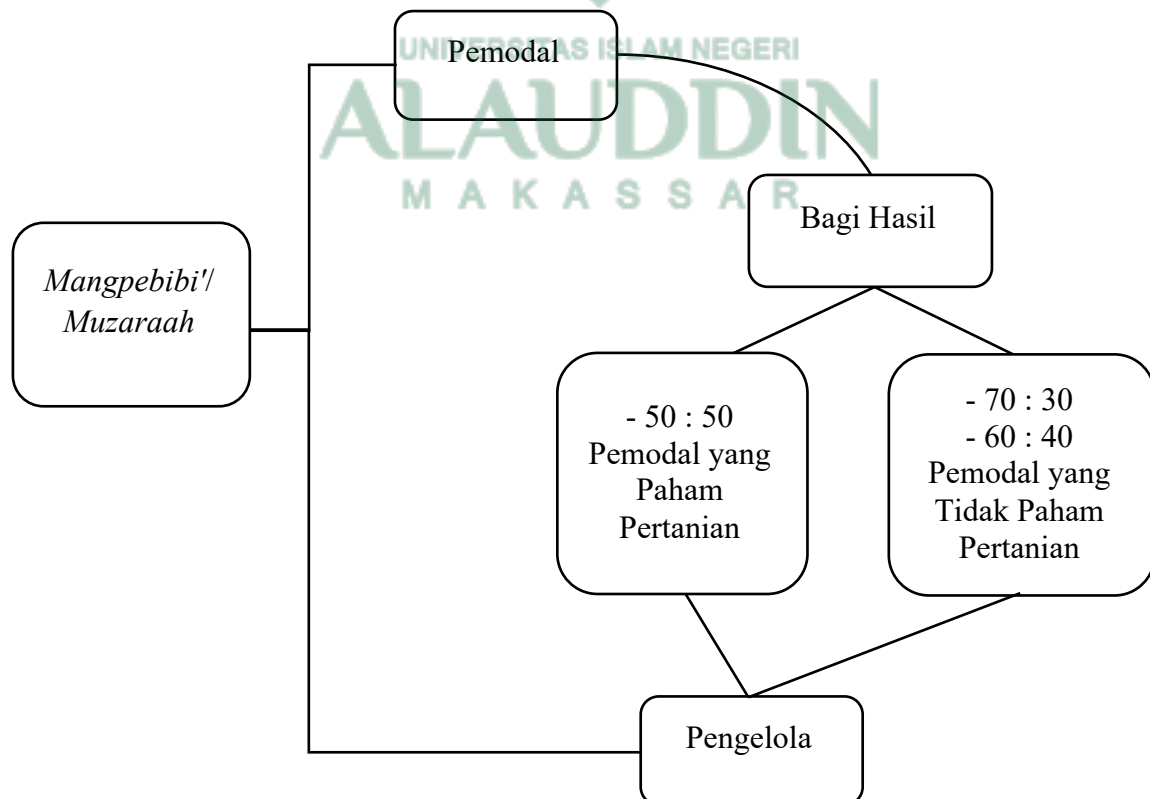 Pemodal
UNIVERSITAS ISLAM NEGERI
ALAUDDIN
MAKASSAR
Bagi Hasil
Mangpebibi'/
Muzaraah
- 50 : 50
Pemodal yang
Paham
Pertanian
- 70 : 30
- 60 : 40
Pemodal yang
Tidak Paham
Pertanian
Pengelola